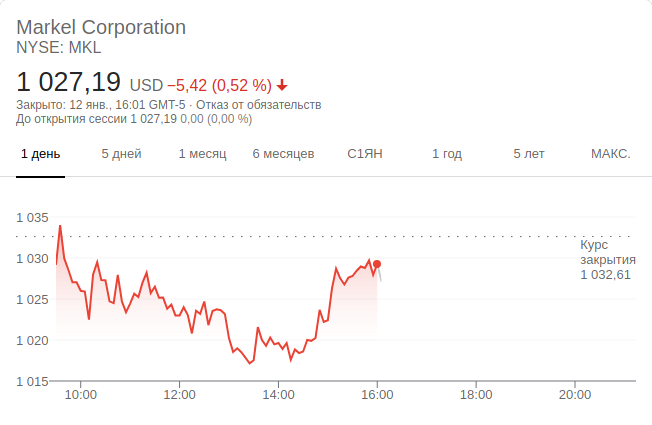 Markel Corporation
NYSE: MKL
1 027,19 USD −5,42 (0,52 %)
Закрыто: 12 янв., 16:01 GMT-5 · Отказ от обязательств
До открытия сессии 1 027,19 0,00 (0,00 %)
1 день 5 дней 1 месяц 6 месяцев С1ЯН 1 год 5 лет МАКС.
1 035
Курс
закрытия
1 032,61
1 030
1 025
1 020
1 015
10:00 12:00 14:00 16:00 18:00 20:00